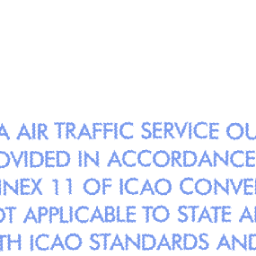 A AIR TRAFFIC SERVICE OU
OVIDED IN ACCORDANCE
NNEX 11 OF ICAO CONVE
OT APPLICABLE TO STATE A
TH ICAO STANDARDS AND